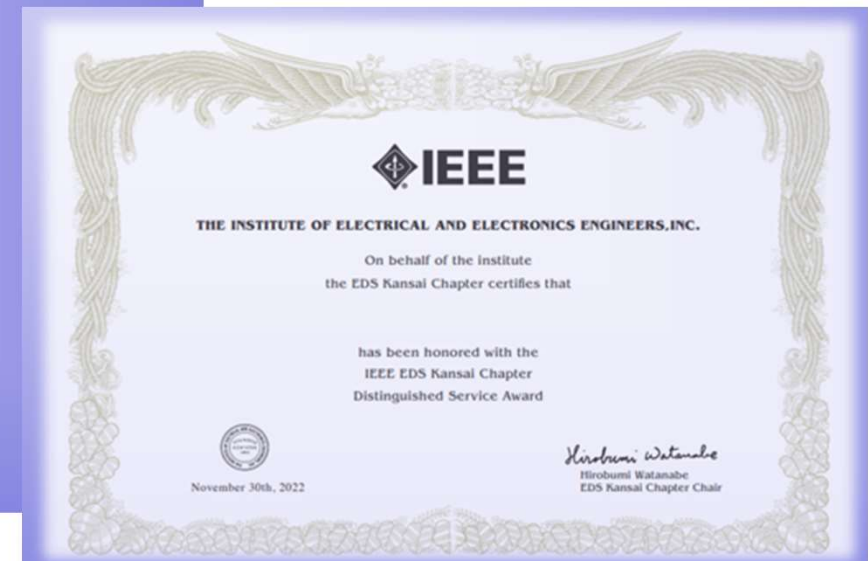 IEEE
THE INSTITUTE OF ELECTRICAL AND ELECTRONICS ENGINEERS,INC.
On behalf of the institute
the EDS Kansai Chapter certifies that
has been honored with the
IEEE EDS Kansai Chapter
Distinguished Service Award
November 30th, 2022
Hirobumi Watanabe
Hirobumi Watanabe
EDS Kansai Chapter Chair